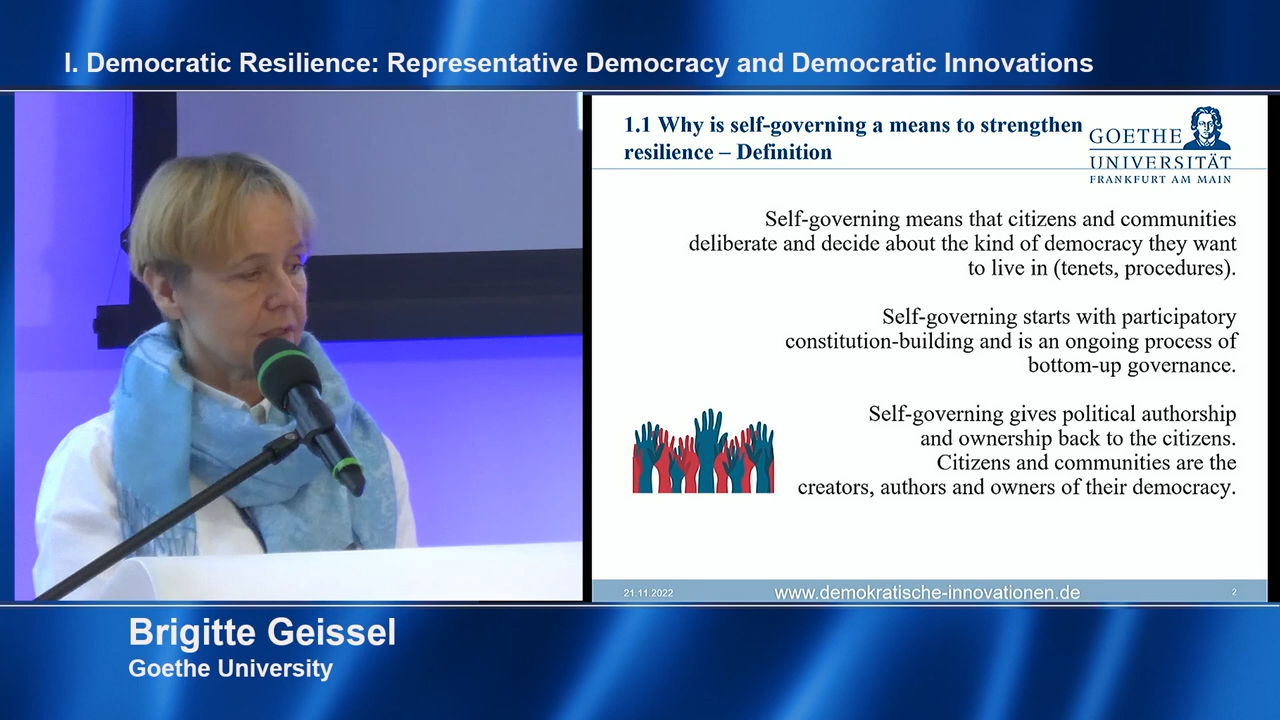 I. Democratic Resilience: Representative Democracy and Democratic Innovations
1.1 Why is self-governing a means to strengthen
resilience – Definition
GOETHE
UNIVERSITÄT
FRANKFURT AM MAIN
Self-governing means that citizens and communities
deliberate and decide about the kind of democracy they want
to live in (tenets, procedures).
Self-governing starts with participatory
constitution-building and is an ongoing process of
bottom-up governance.
Self-governing gives political authorship
and ownership back to the citizens.
Citizens and communities are the
creators, authors and owners of their democracy.
21.11.2022
www.demokratische-innovationen.de
2
Brigitte Geissel
Goethe University